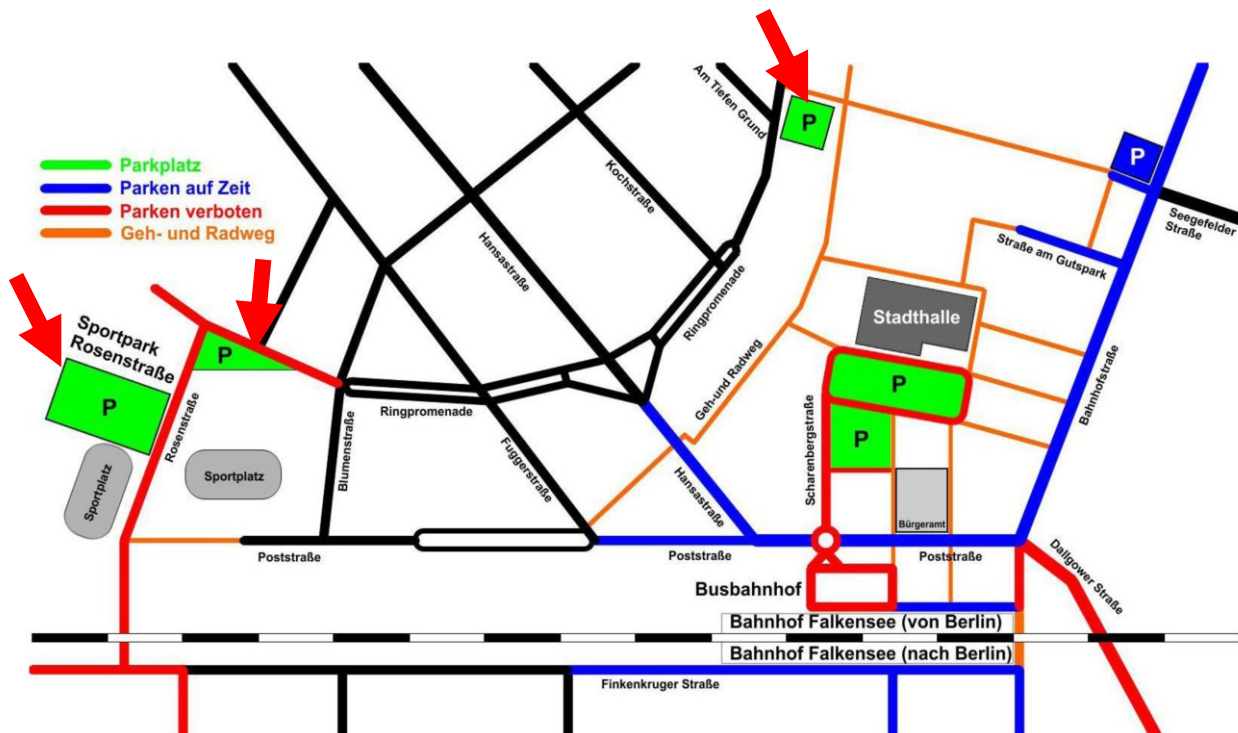 Parkplatz
Parken auf Zeit
Parken verboten
Geh- und Radweg
Am Tiefen Grund
P
P
Kochstraße
Hansastraße
Seegefelder
Straße
Straße am Gutspark
Ringpromenade
Stadthalle
Sportpark
Rosenstraße
P
P
P
Geh-und Radweg
Bahnhofstraße
Ringpromenade
Rosenstraße
Blumenstraße
Fuggerstraße
P
Sportplatz
Sportplatz
Hansastraße
Scharenbergstraße
Bürgeramt
Poststraße
Poststraße
Poststraße
Dallgower Straße
Busbahnhof
Bahnhof Falkensee (von Berlin)
Bahnhof Falkensee (nach Berlin)
Finkenkruger Straße